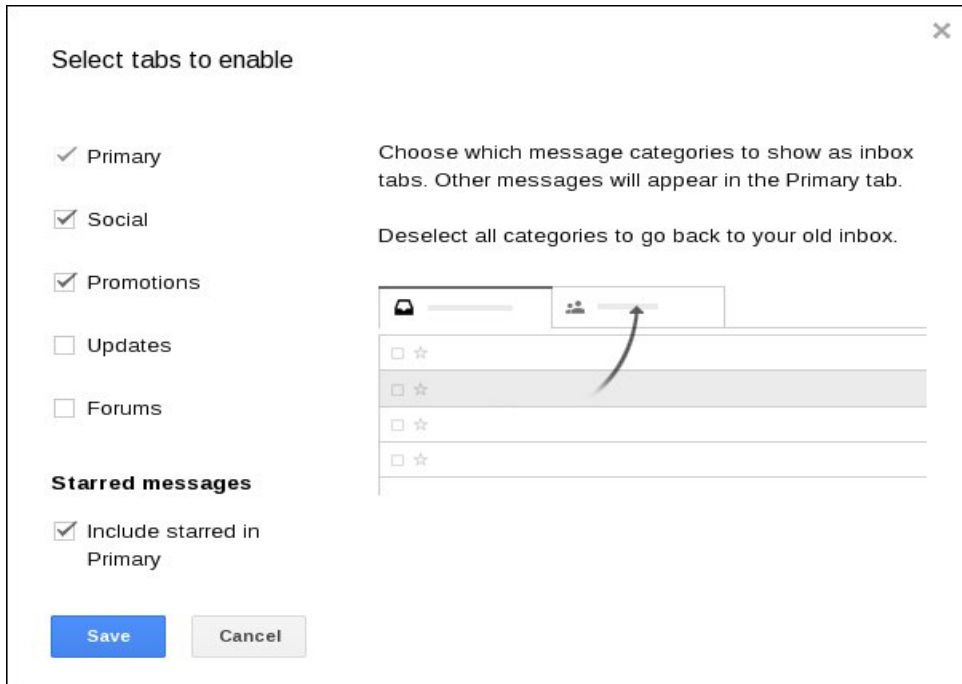 Select tabs to enable
Primary
Social
Promotions
Updates
Forums
Starred messages
Include starred in
Primary
Save
Cancel
Choose which message categories to show as inbox
tabs. Other messages will appear in the Primary tab.
Deselect all categories to go back to your old inbox.